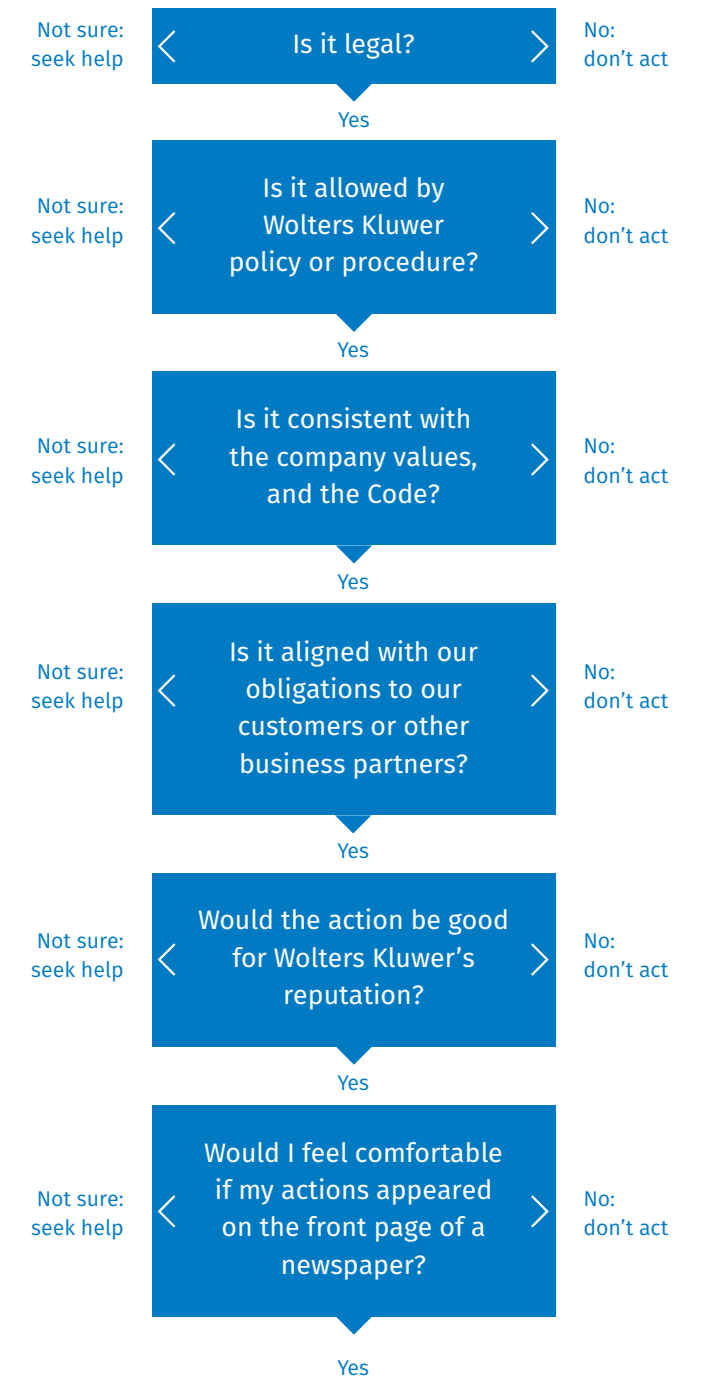 Not sure:
seek help
Is it legal?
No:
don’t act
Yes
Not sure:
seek help
Is it allowed by
Wolters Kluwer
policy or procedure?
No:
don’t act
Yes
Not sure:
seek help
Is it consistent with
the company values,
and the Code?
No:
don’t act
Yes
Not sure:
seek help
Is it aligned with our
obligations to our
customers or other
business partners?
No:
don’t act
Yes
Not sure:
seek help
Would the action be good
for Wolters Kluwer’s
reputation?
No:
don’t act
Yes
Not sure:
seek help
Would I feel comfortable
if my actions appeared
on the front page of a
newspaper?
No:
don’t act
Yes